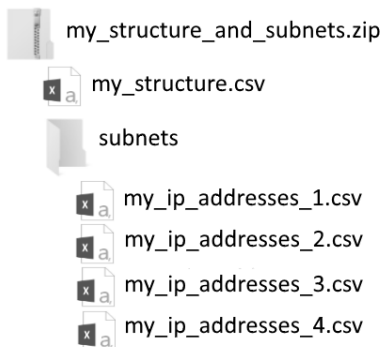 my_structure_and_subnets.zip
my_structure.csv
subnets
my_ip_addresses_1.csv
my_ip_addresses_2.csv
my_ip_addresses_3.csv
my_ip_addresses_4.csv